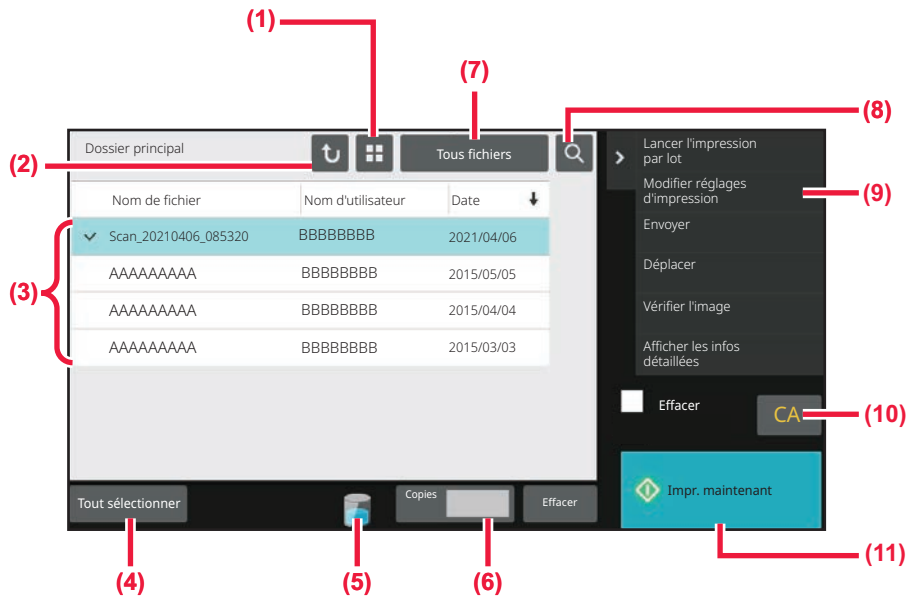 (1)
(7)
(8)
(2)
Dossier principal
Tous fichiers
Lancer l'impression
par lot
Modifier réglages
d'impression
(9)
Nom de fichier Nom d'utilisateur Date
Envoyer
(3)
Scan_20210406_085320 BBBBBBBB 2021/04/06
AAAAAAAAA BBBBBBBB 2015/05/05
AAAAAAAAA BBBBBBBB 2015/04/04
AAAAAAAAA BBBBBBBB 2015/03/03
Déplacer
Vérifier l'image
Afficher les infos
détaillées
Effacer
CA
(10)
Tout sélectionner
Copies
Effacer
Impr. maintenant
(4)
(5)
(6)
(11)